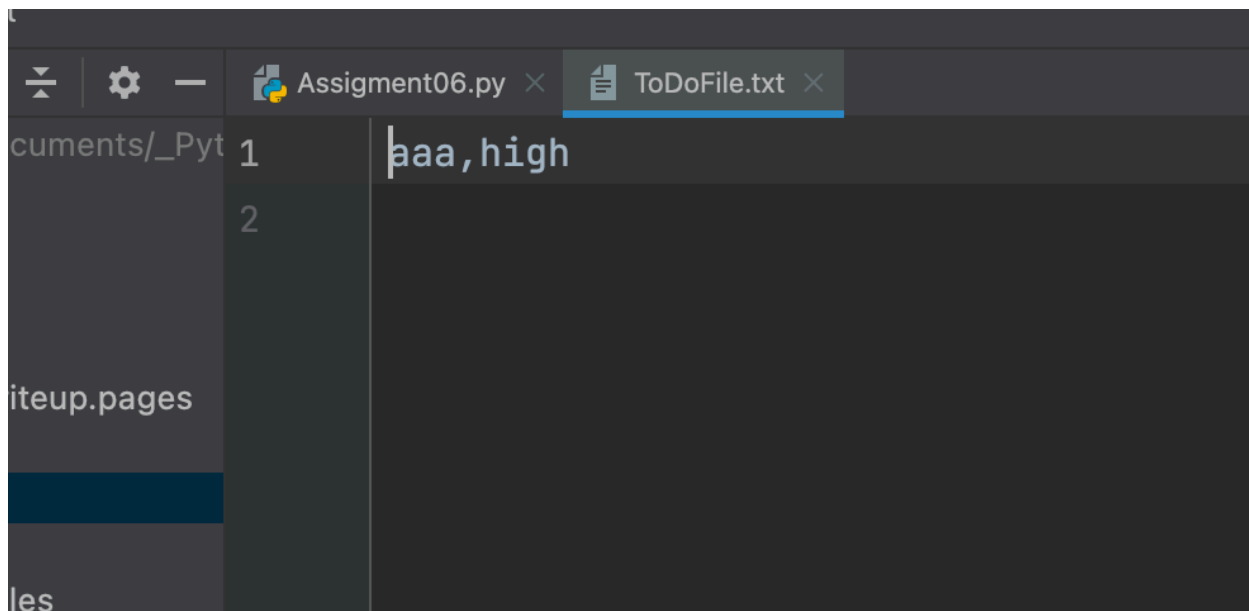 Assigment06.py
ToDoFile.txt
cuments/_Pyt
1
aaa,high
2
iteup.pages
les